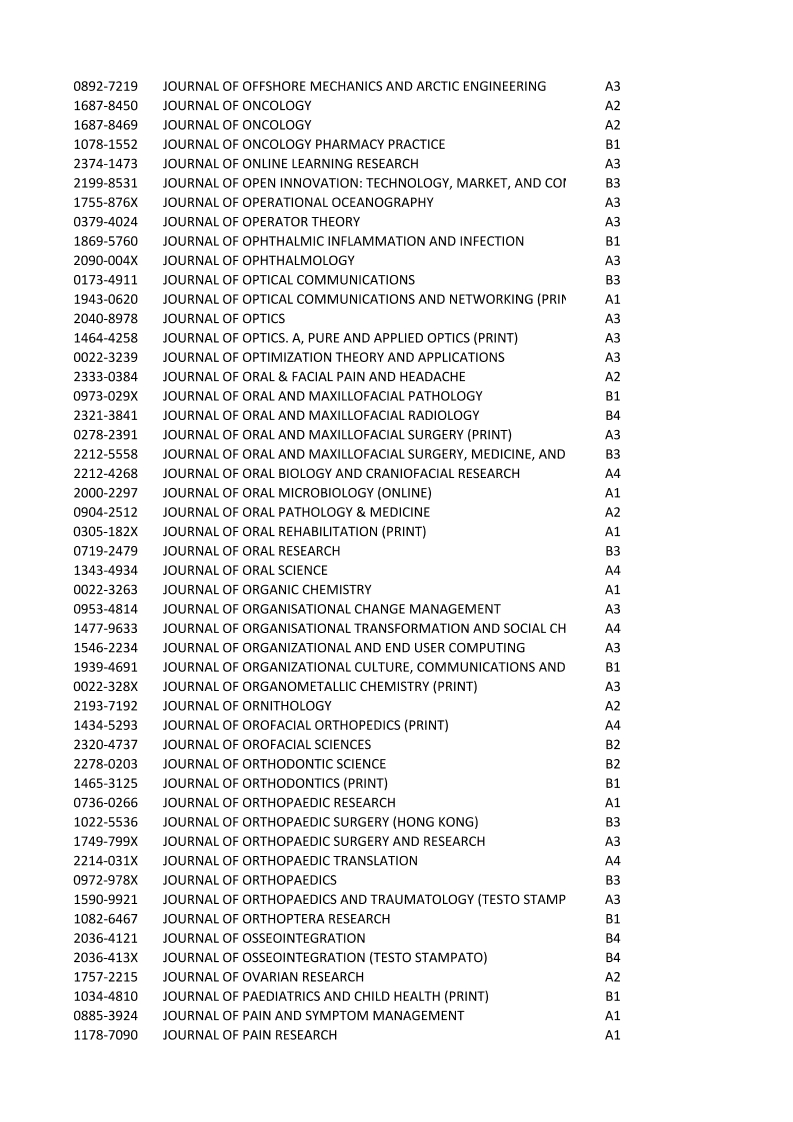 0892-7219 JOURNAL OF OFFSHORE MECHANICS AND ARCTIC ENGINEERING A3
1687-8450 JOURNAL OF ONCOLOGY A2
1687-8469 JOURNAL OF ONCOLOGY A2
1078-1552 JOURNAL OF ONCOLOGY PHARMACY PRACTICE B1
2374-1473 JOURNAL OF ONLINE LEARNING RESEARCH A3
2199-8531 JOURNAL OF OPEN INNOVATION: TECHNOLOGY, MARKET, AND COM B3
1755-876X JOURNAL OF OPERATIONAL OCEANOGRAPHY A3
0379-4024 JOURNAL OF OPERATOR THEORY A3
1869-5760 JOURNAL OF OPHTHALMIC INFLAMMATION AND INFECTION B1
2090-004X JOURNAL OF OPHTHALMOLOGY A3
0173-4911 JOURNAL OF OPTICAL COMMUNICATIONS B3
1943-0620 JOURNAL OF OPTICAL COMMUNICATIONS AND NETWORKING (PRIN A1
2040-8978 JOURNAL OF OPTICS A3
1464-4258 JOURNAL OF OPTICS. A, PURE AND APPLIED OPTICS (PRINT) A3
0022-3239 JOURNAL OF OPTIMIZATION THEORY AND APPLICATIONS A3
2333-0384 JOURNAL OF ORAL & FACIAL PAIN AND HEADACHE A2
0973-029X JOURNAL OF ORAL AND MAXILLOFACIAL PATHOLOGY B1
2321-3841 JOURNAL OF ORAL AND MAXILLOFACIAL RADIOLOGY B4
0278-2391 JOURNAL OF ORAL AND MAXILLOFACIAL SURGERY (PRINT) A3
2212-5558 JOURNAL OF ORAL AND MAXILLOFACIAL SURGERY, MEDICINE, AND B3
2212-4268 JOURNAL OF ORAL BIOLOGY AND CRANIOFACIAL RESEARCH A4
2000-2297 JOURNAL OF ORAL MICROBIOLOGY (ONLINE) A1
0904-2512 JOURNAL OF ORAL PATHOLOGY & MEDICINE A2
0305-182X JOURNAL OF ORAL REHABILITATION (PRINT) A1
0719-2479 JOURNAL OF ORAL RESEARCH B3
1343-4934 JOURNAL OF ORAL SCIENCE A4
0022-3263 JOURNAL OF ORGANIC CHEMISTRY A1
0953-4814 JOURNAL OF ORGANISATIONAL CHANGE MANAGEMENT A3
1477-9633 JOURNAL OF ORGANISATIONAL TRANSFORMATION AND SOCIAL CH A4
1546-2234 JOURNAL OF ORGANIZATIONAL AND END USER COMPUTING A3
1939-4691 JOURNAL OF ORGANIZATIONAL CULTURE, COMMUNICATIONS AND B1
0022-328X JOURNAL OF ORGANOMETALLIC CHEMISTRY (PRINT) A3
2193-7192 JOURNAL OF ORNITHOLOGY A2
1434-5293 JOURNAL OF OROFACIAL ORTHOPEDICS (PRINT) A4
2320-4737 JOURNAL OF OROFACIAL SCIENCES B2
2278-0203 JOURNAL OF ORTHODONTIC SCIENCE B2
1465-3125 JOURNAL OF ORTHODONTICS (PRINT) B1
0736-0266 JOURNAL OF ORTHOPAEDIC RESEARCH A1
1022-5536 JOURNAL OF ORTHOPAEDIC SURGERY (HONG KONG) B3
1749-799X JOURNAL OF ORTHOPAEDIC SURGERY AND RESEARCH A3
2214-031X JOURNAL OF ORTHOPAEDIC TRANSLATION A4
0972-978X JOURNAL OF ORTHOPAEDICS B3
1590-9921 JOURNAL OF ORTHOPAEDICS AND TRAUMATOLOGY (TESTO STAMP A3
1082-6467 JOURNAL OF ORTHOPTERA RESEARCH B1
2036-4121 JOURNAL OF OSSEOINTEGRATION B4
2036-413X JOURNAL OF OSSEOINTEGRATION (TESTO STAMPATO) B4
1757-2215 JOURNAL OF OVARIAN RESEARCH A2
1034-4810 JOURNAL OF PAEDIATRICS AND CHILD HEALTH (PRINT) B1
0885-3924 JOURNAL OF PAIN AND SYMPTOM MANAGEMENT A1
1178-7090 JOURNAL OF PAIN RESEARCH A1